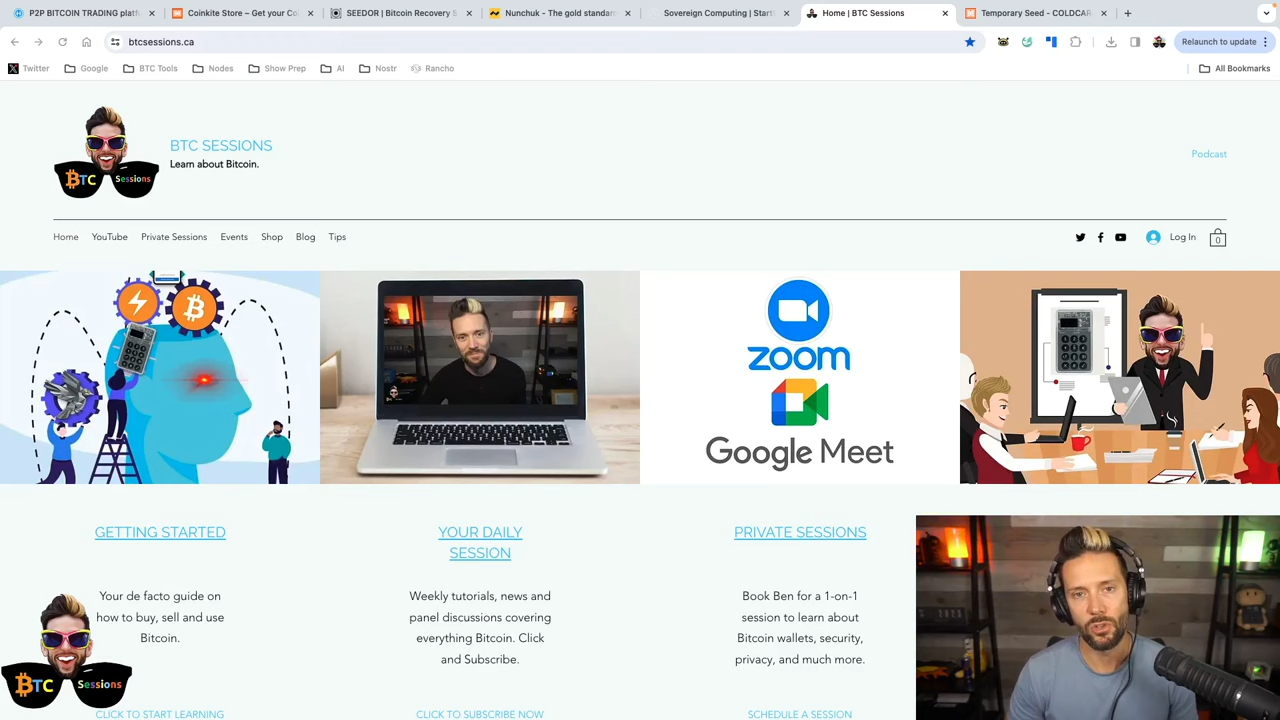 P2P BITCOIN TRADING platf
Coinkite Store – Get your Co
SEEDOR | Bitcoin Recovery S
Nunchuk - The gold standar
Sovereign Computing | Start
Home | BTC Sessions
Temporary Seed - COLDCAR
btcsessions.ca
Relaunch to update
Twitter
Google
BTC Tools
Nodes
Show Prep
AI
Nostr
Rancho
All Bookmarks
BTC SESSIONS
Learn about Bitcoin.
BTC Sessions
Podcast
Home
YouTube
Private Sessions
Events
Shop
Blog
Tips
Log In
0
zoom
Google Meet
GETTING STARTED
Your de facto guide on
how to buy, sell and use
Bitcoin.
CLICK TO START LEARNING
YOUR DAILY
SESSION
Weekly tutorials, news and
panel discussions covering
everything Bitcoin. Click
and Subscribe.
CLICK TO SUBSCRIBE NOW
PRIVATE SESSIONS
Book Ben for a 1-on-1
session to learn about
Bitcoin wallets, security,
privacy, and much more.
SCHEDULE A SESSION
BTC Sessions